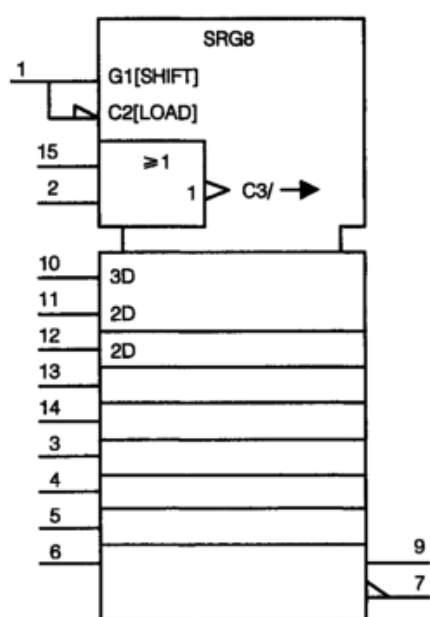 SRG8
1 G1[SHIFT]
C2[LOAD]
15 ≥1
2 1 C3/
10 3D
11 2D
12 2D
13
14
3
4
5
6 9
7